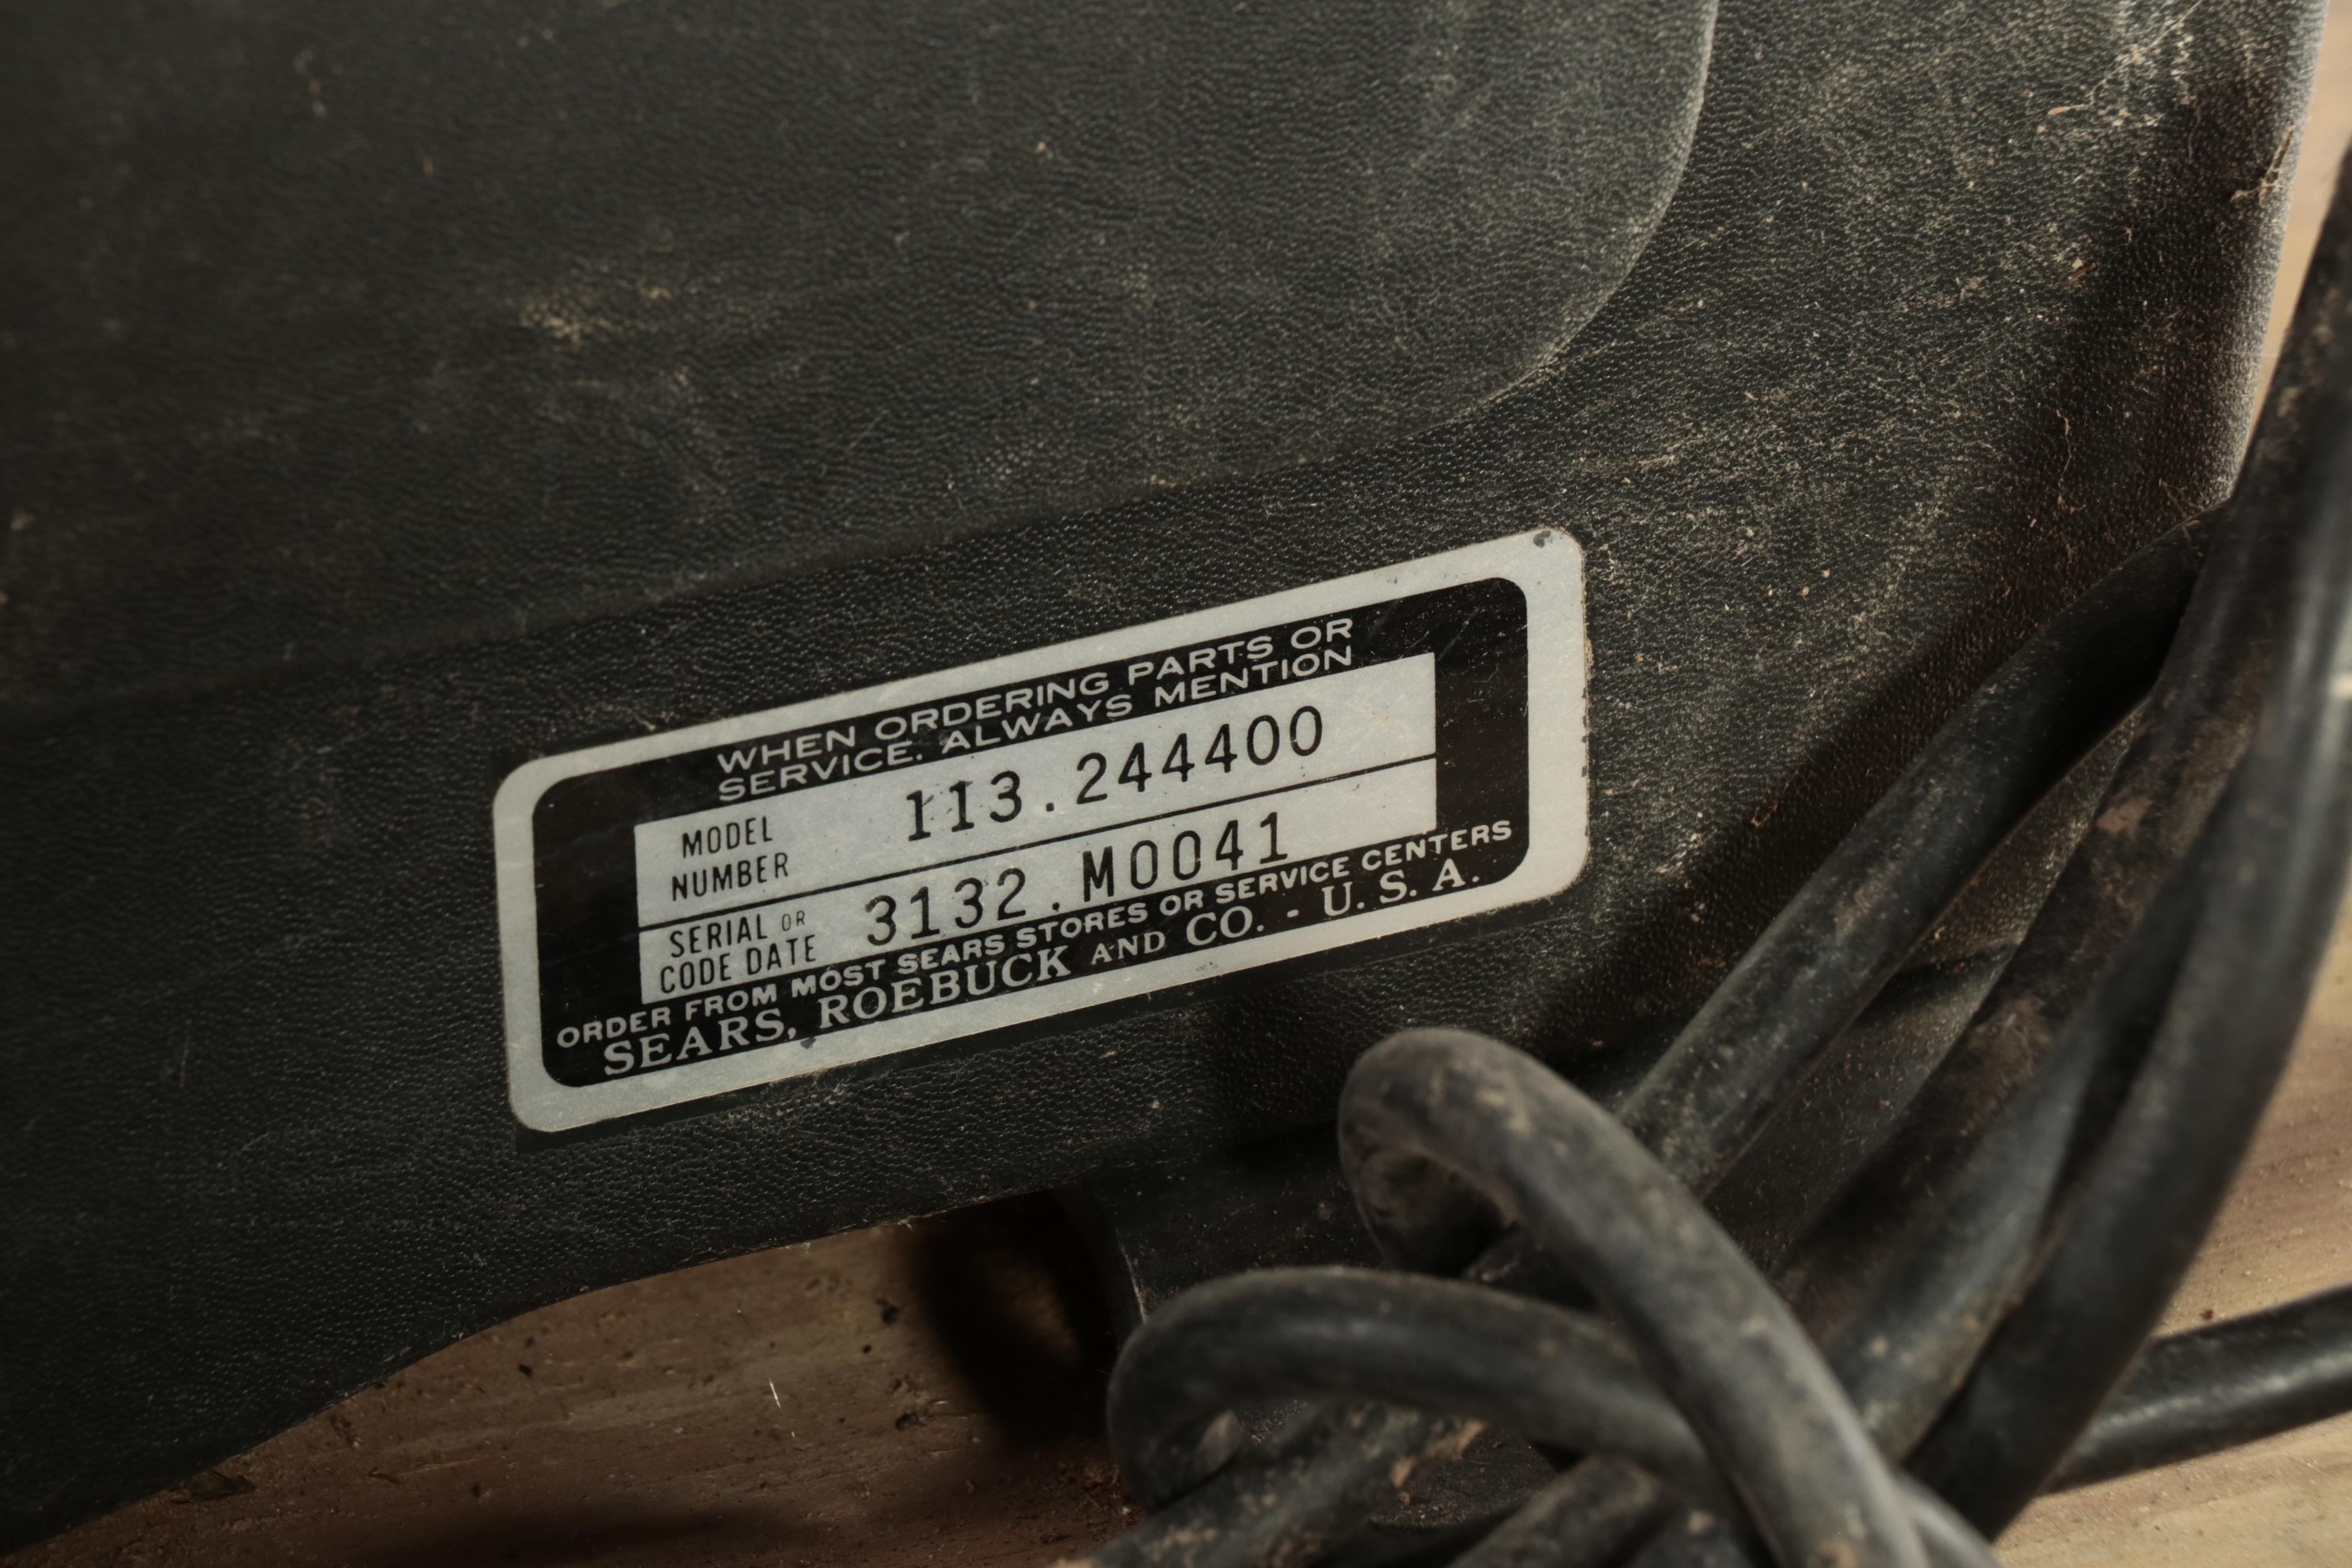 WHEN ORDERING PARTS OR
SERVICE. ALWAYS MENTION
MODEL
NUMBER
113.244400
SERIAL OR
CODE DATE
3132.M0041
ORDER FROM MOST SEARS STORES OR SERVICE CENTERS
SEARS, ROEBUCK AND CO. - U. S. A.